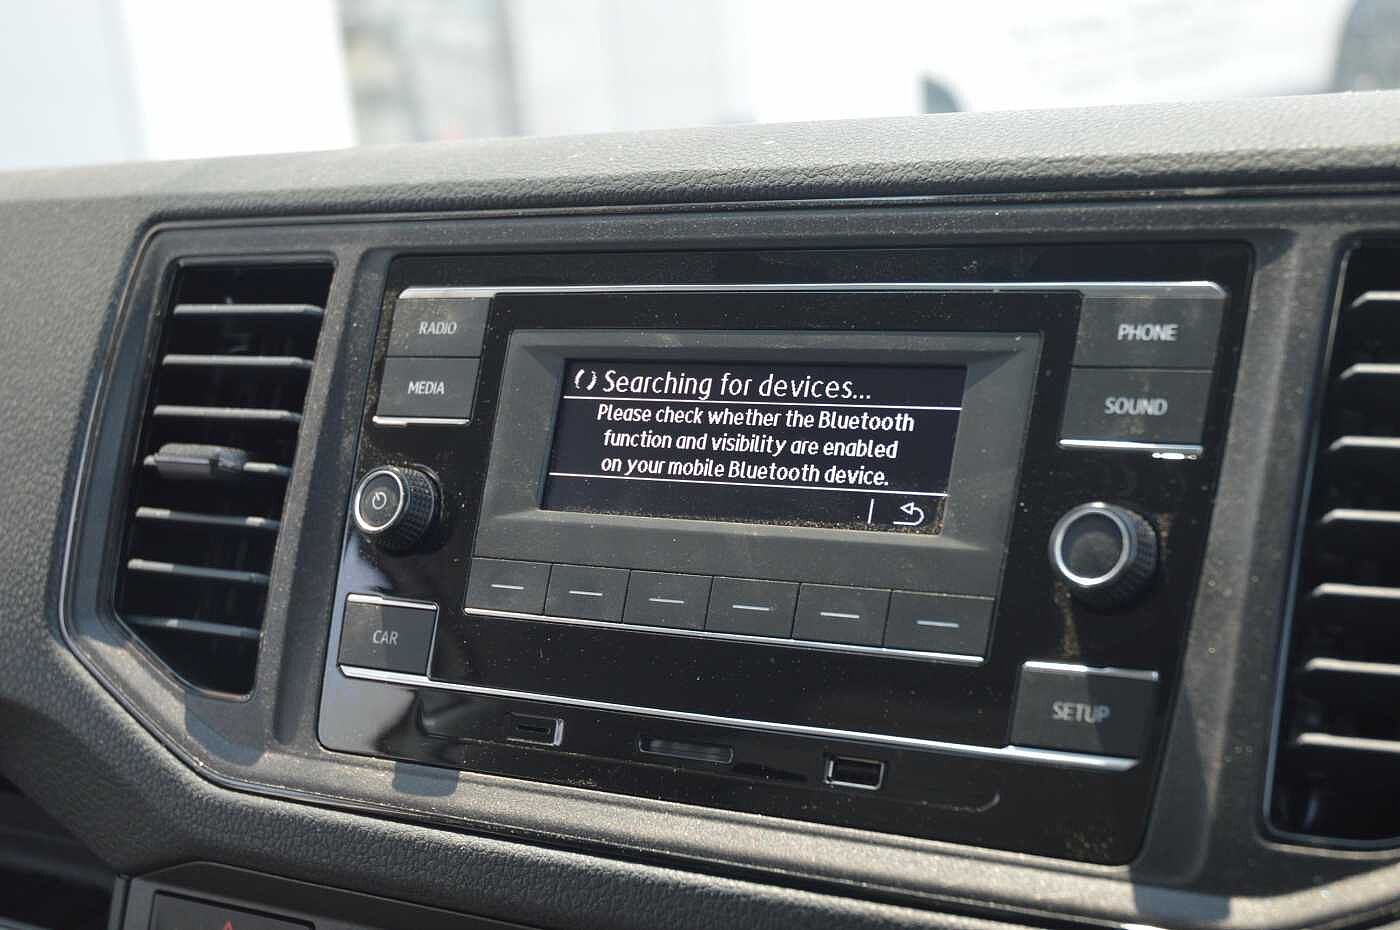 RADIO
MEDIA
Searching for devices...
Please check whether the Bluetooth
function and visibility are enabled
on your mobile Bluetooth device.
PHONE
SOUND
CAR
SETUP